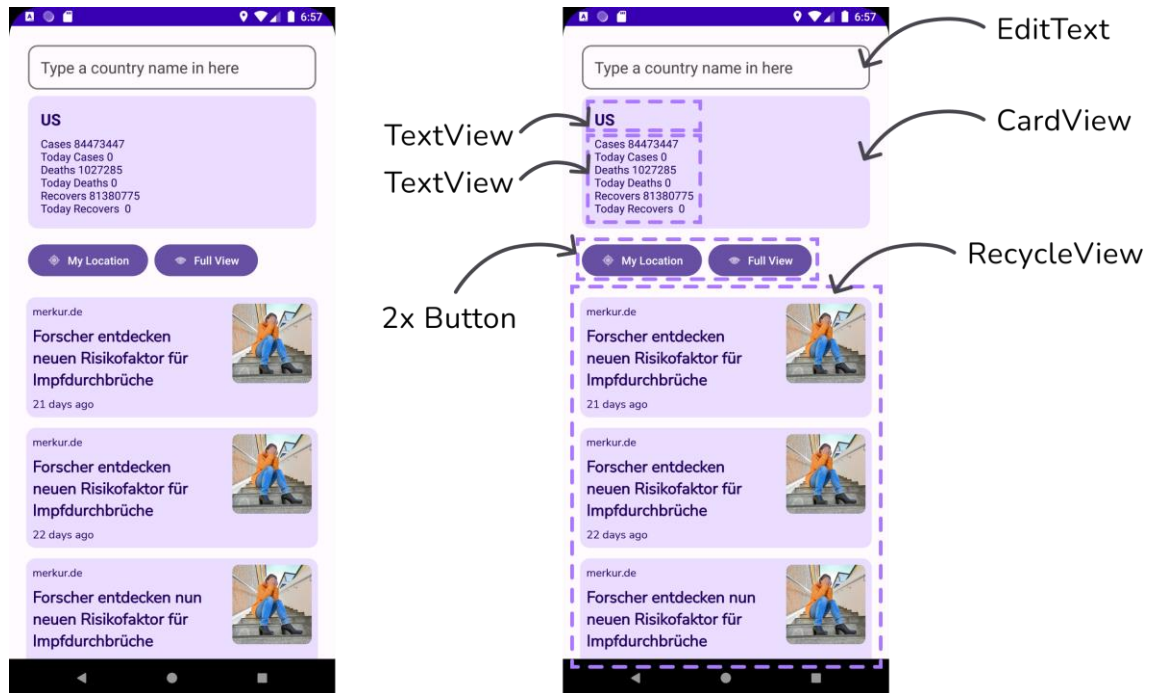 6:57
Type a country name in here
US
Cases 84473447
Today Cases 0
Deaths 1027285
Today Deaths 0
Recovers 81380775
Today Recovers 0
My Location
Full View
merkur.de
Forscher entdecken
neuen Risikofaktor für
Impfdurchbrüche
21 days ago
merkur.de
Forscher entdecken
neuen Risikofaktor für
Impfdurchbrüche
22 days ago
merkur.de
Forscher entdecken nun
neuen Risikofaktor für
Impfdurchbrüche
TextView
TextView
2x Button
6:57
Type a country name in here
US
Cases 84473447
Today Cases 0
Deaths 1027285
Today Deaths 0
Recovers 81380775
Today Recovers 0
My Location
Full View
merkur.de
Forscher entdecken
neuen Risikofaktor für
Impfdurchbrüche
21 days ago
merkur.de
Forscher entdecken
neuen Risikofaktor für
Impfdurchbrüche
22 days ago
merkur.de
Forscher entdecken nun
neuen Risikofaktor für
Impfdurchbrüche
EditText
CardView
RecycleView